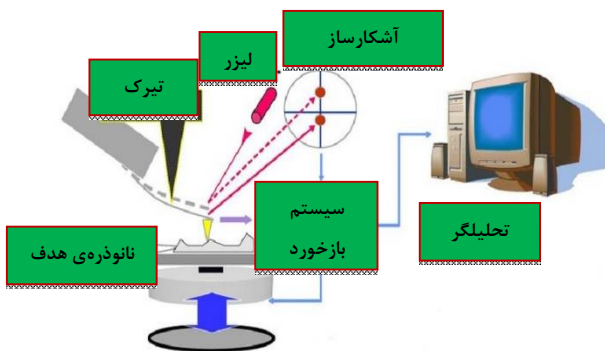 آشکارساز
لیزر
تیرک
سیستم
بازخورد
تحلیلگر
نانوذره‌ی هدف